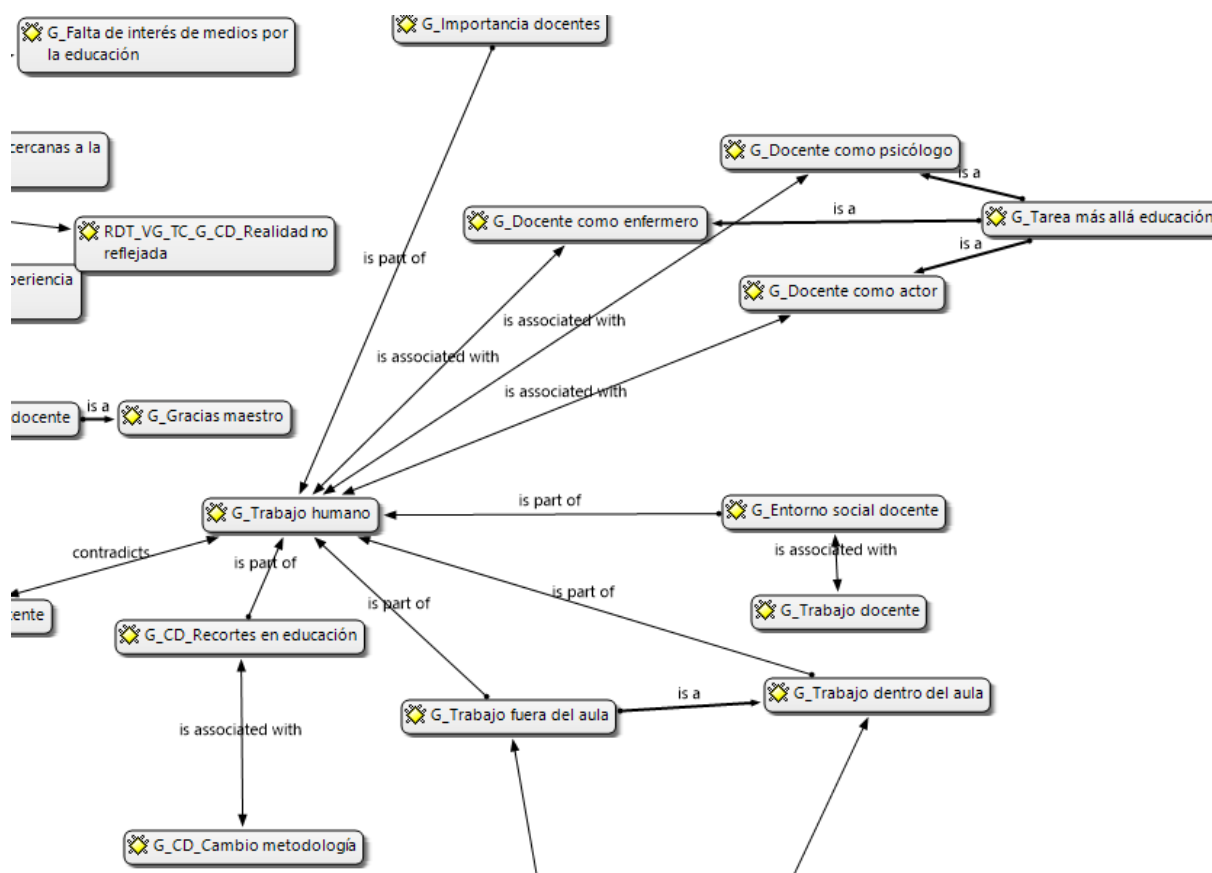 G_Importancia docentes
G_Falta de interés de medios por
la educación
cercanas a la
G_Docente como psicólogo
is a
G_Docente como enfermero
is a
G_Tarea más allá educación
RDT_VG_TC_G_CD_Realidad no
reflejada
is a
is part of
periencia
G_Docente como actor
is associated with
is associated with
is associated with
docente
is a
G_Gracias maestro
G_Trabajo humano
is part of
G_Entorno social docente
contradicts
is part of
is associated with
is part of
is part of
cente
G_Trabajo docente
G_CD_Recortes en educación
is a
G_Trabajo dentro del aula
G_Trabajo fuera del aula
is associated with
G_CD_Cambio metodología